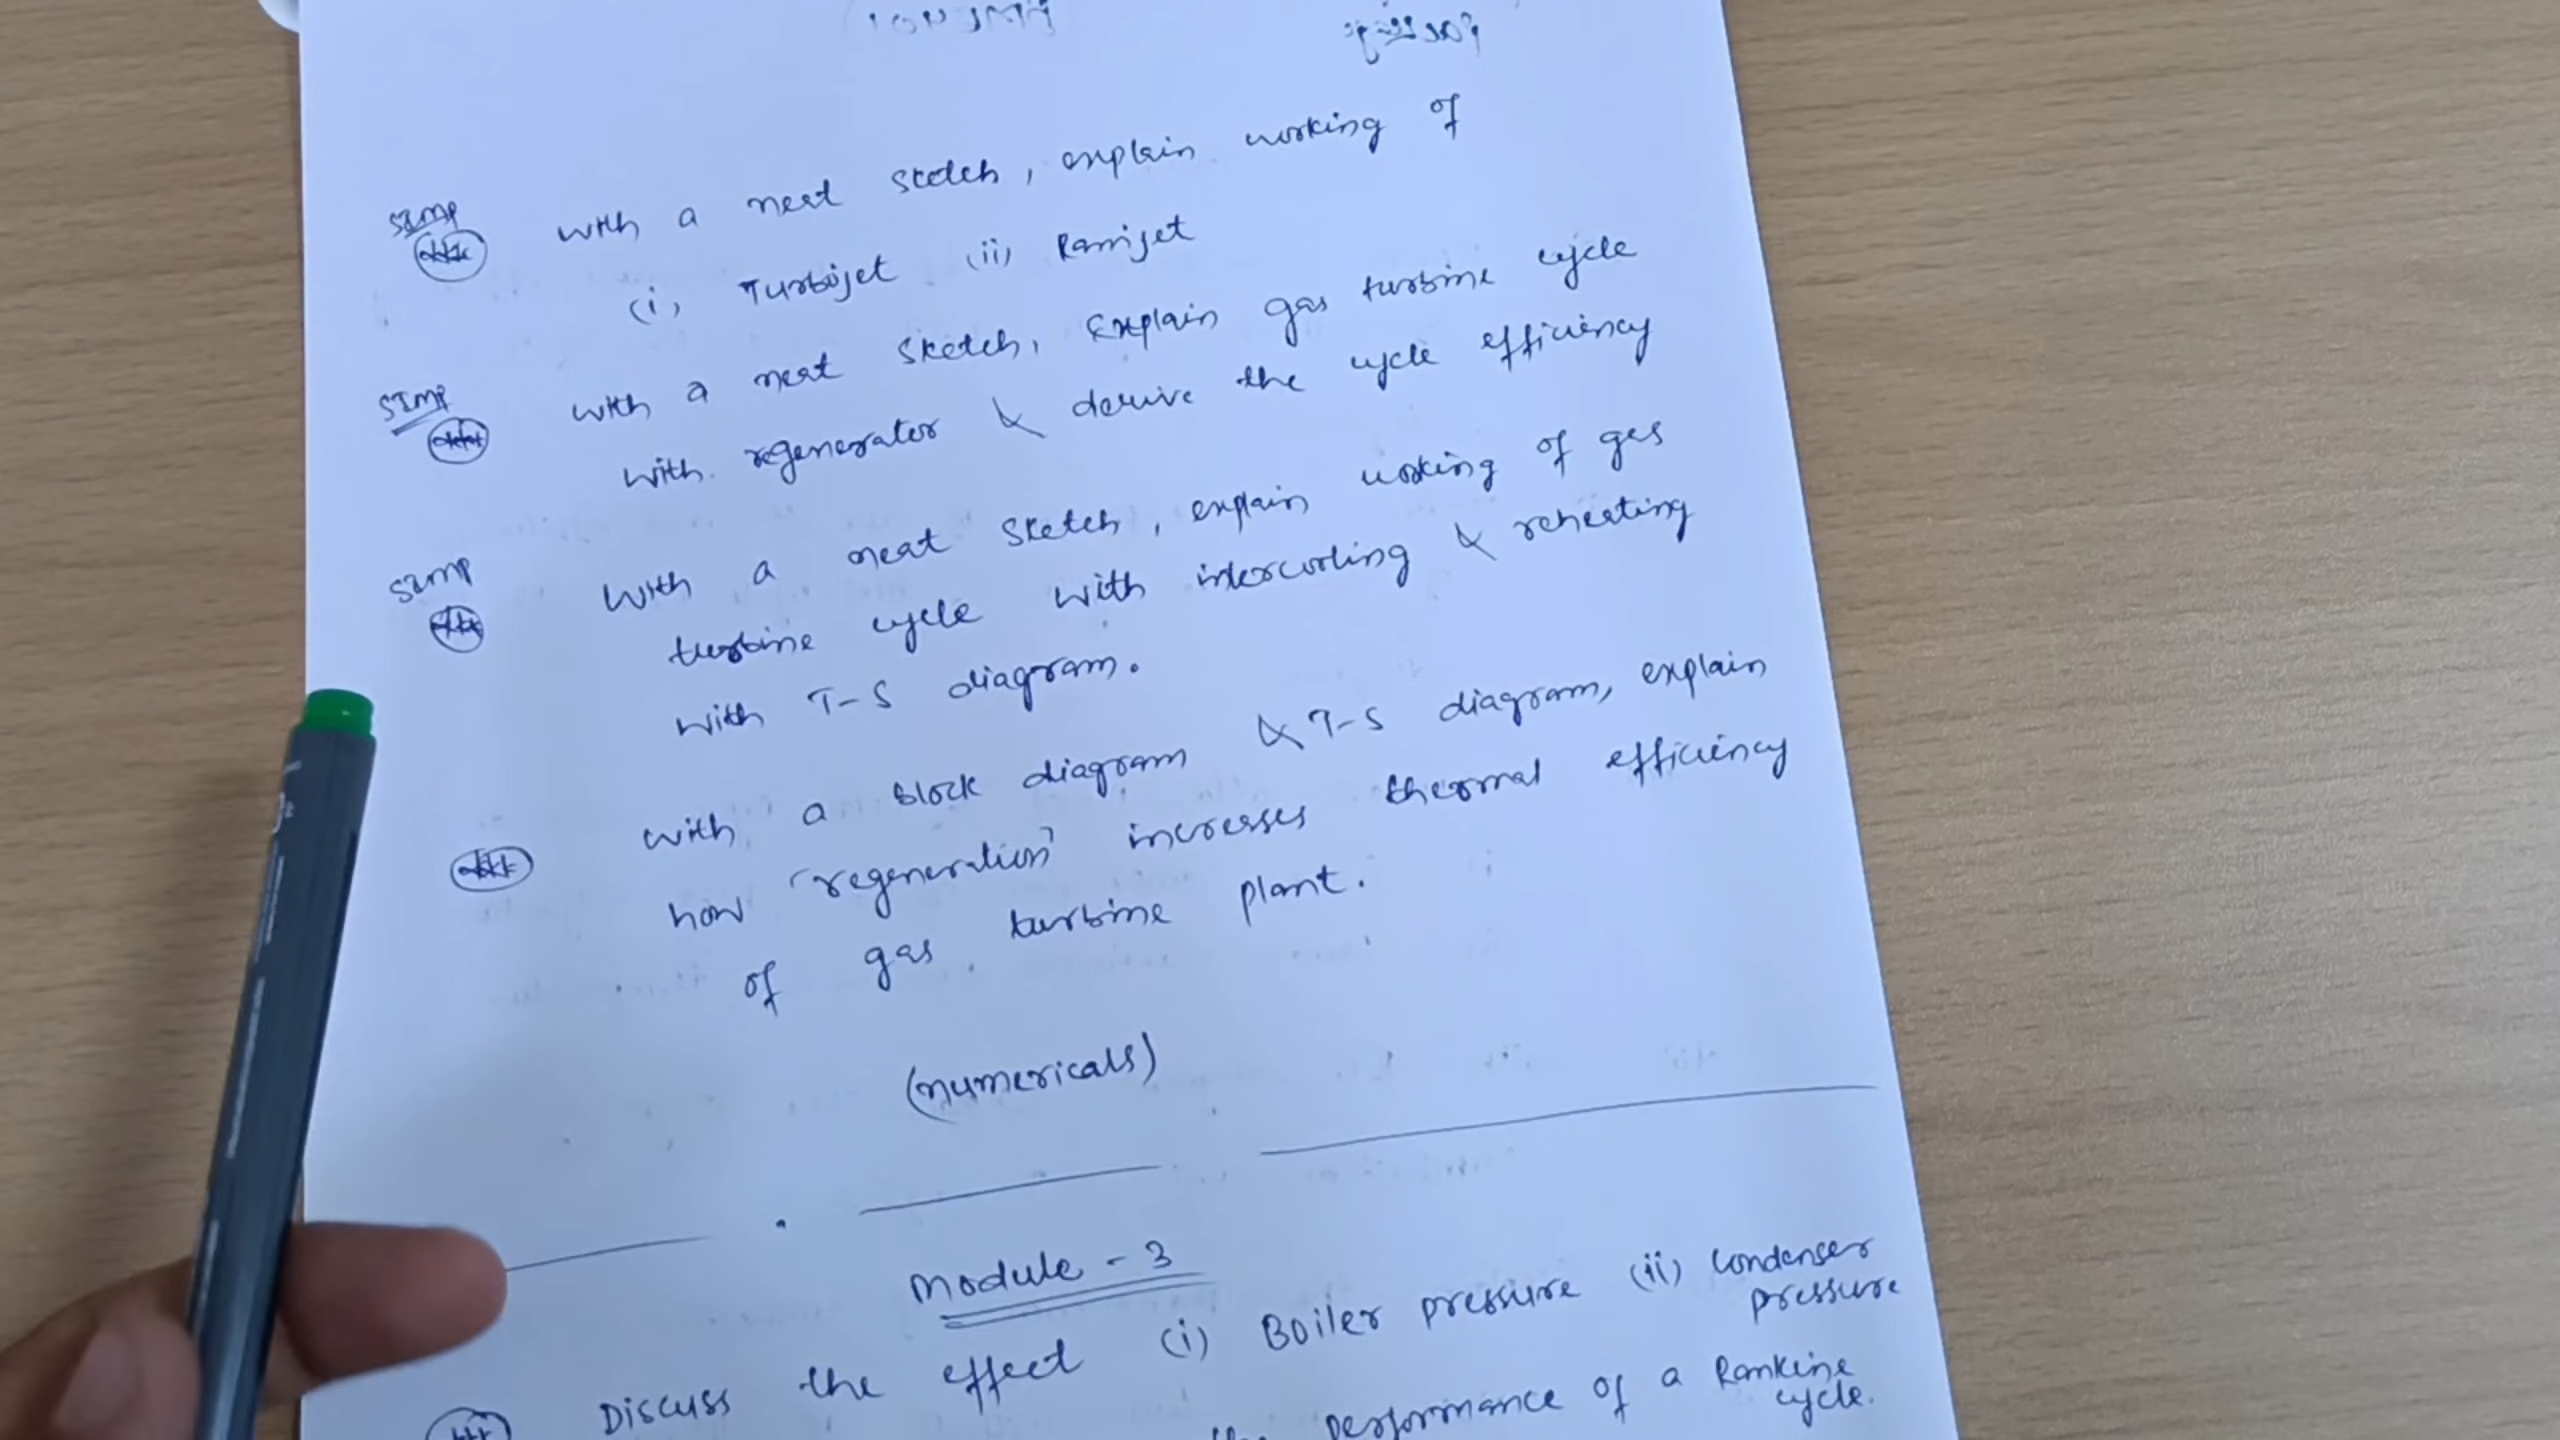 SIMP With a neat sketch, explain working of
(i) Turbojet (ii) Ramjet
SIMP With a neat sketch, Explain gas turbine cycle
with regenerator & derive the cycle efficiency
SIMP With a neat sketch, explain working of gas
turbine cycle with intercooling & reheating
with T-S diagram.
with a block diagram & T-S diagram, explain
how 'regeneration' increases thermal efficiency
of gas turbine plant.
(numericals)
Module - 3
Discuss the effect (i) Boiler pressure (ii) Condenser
pressure
performance of a Rankine
cycle.